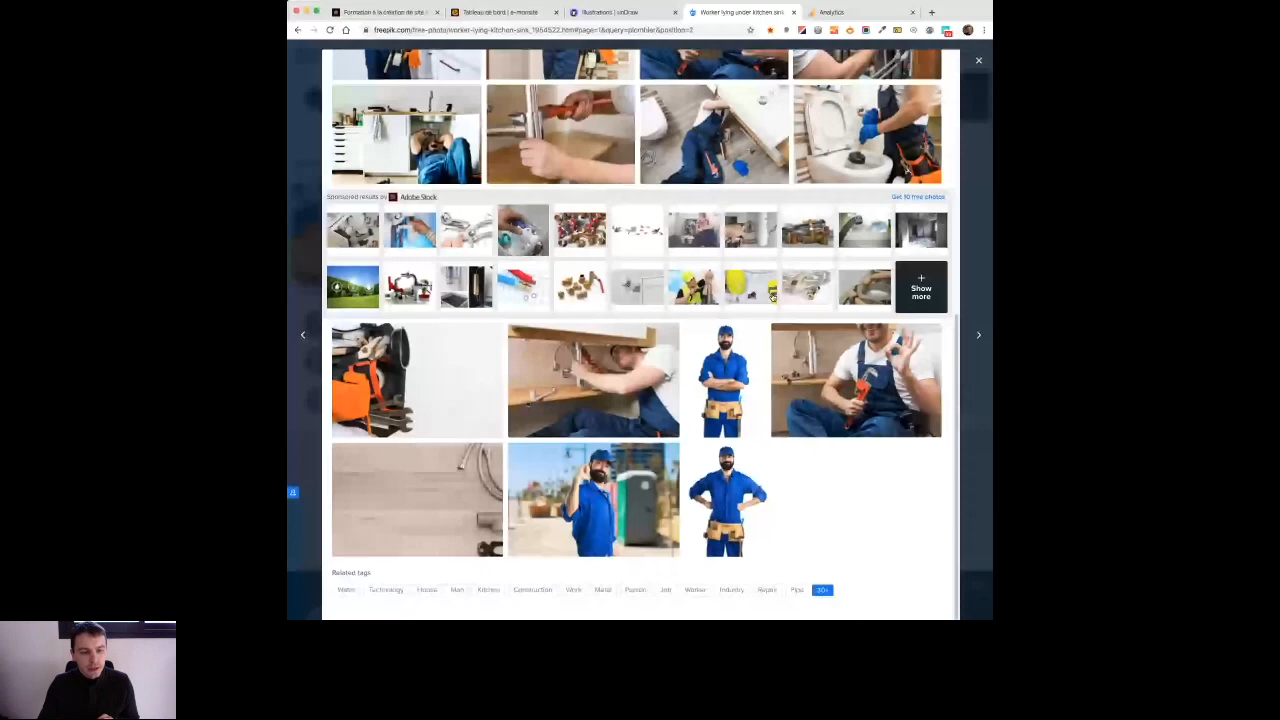 Formation à la création de site
Tableau de bord | e-monsite
Illustrations | unDraw
Worker lying under kitchen sink
Analytics
freepik.com/free-photo/worker-lying-kitchen-sink_1954522.htm#page=1&query=plombier&position=2
Sponsored results by Adobe Stock
Get 10 free photos
+
Show
more
Related tags
Water Technology House Man Kitchen Construction Work Metal Person Job Worker Industry Repair Pipe 30+